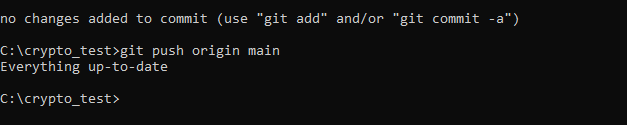 no changes added to commit (use "git add" and/or "git commit -a")
C:\crypto_test>git push origin main
Everything up-to-date
C:\crypto_test>